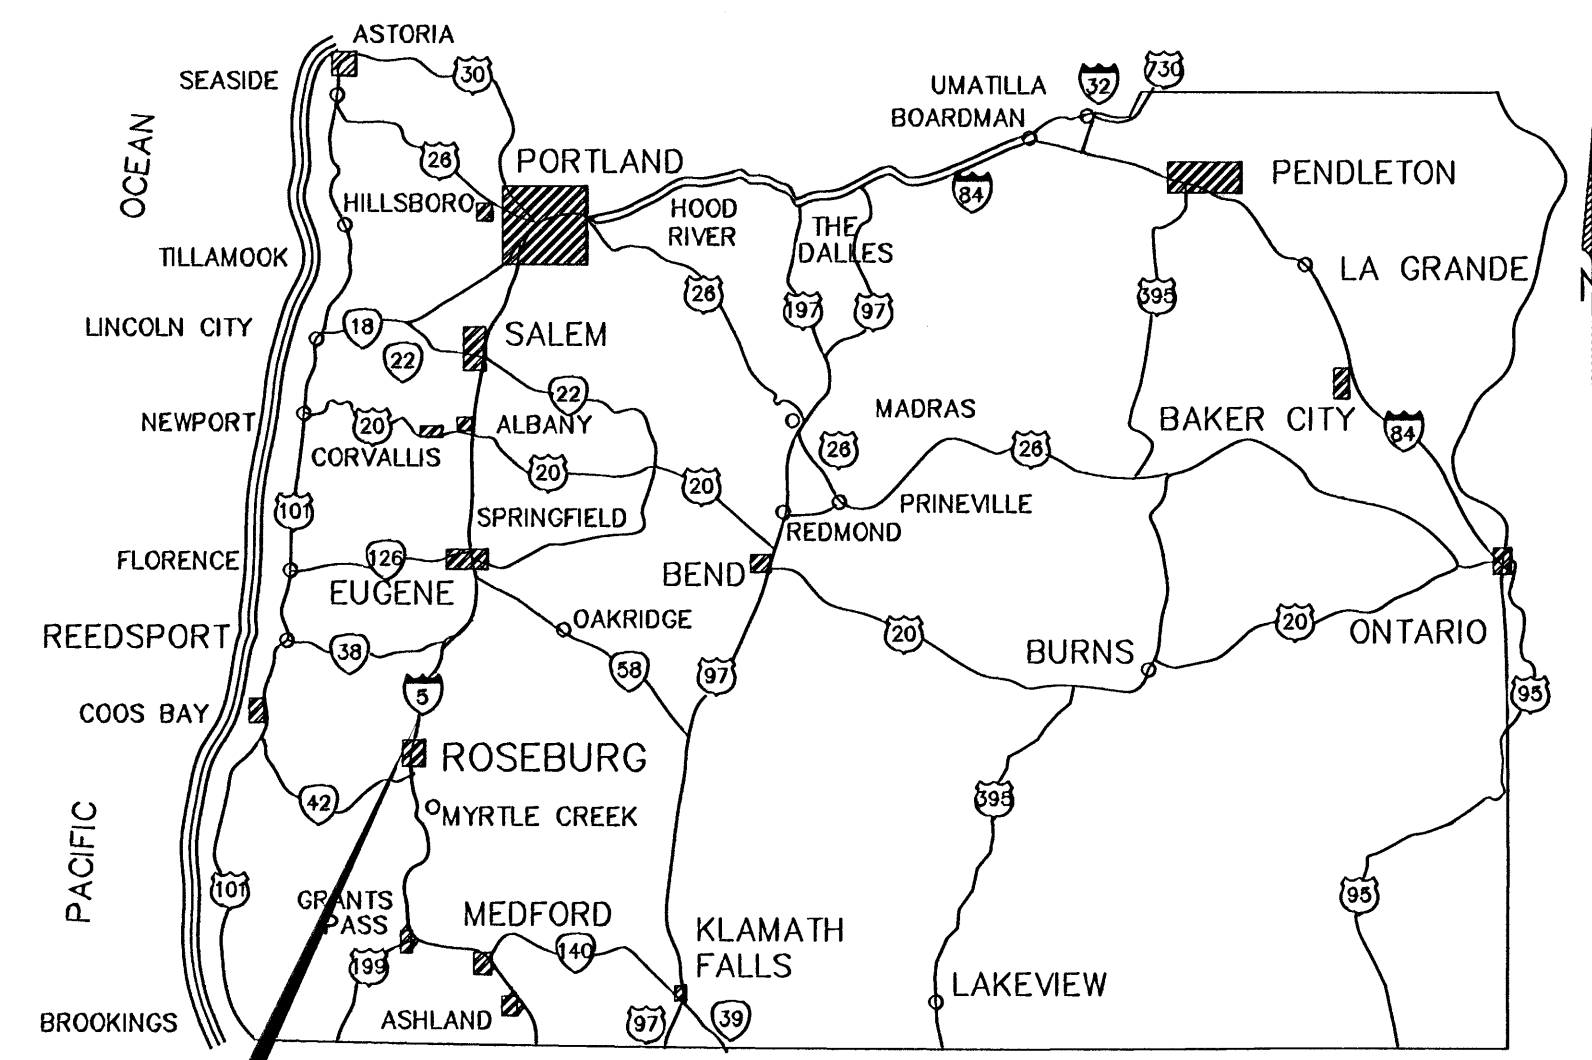 ASTORIA
SEASIDE
30
UMATILLA
32
730
BOARDMAN
OCEAN
26
PORTLAND
PENDLETON
84
HILLSBORO
HOOD
RIVER
THE
DALLES
TILLAMOOK
LA GRANDE
26
197
97
395
LINCOLN CITY
18
SALEM
22
22
NEWPORT
20
ALBANY
MADRAS
BAKER CITY
84
CORVALLIS
20
20
26
26
101
SPRINGFIELD
PRINEVILLE
REDMOND
FLORENCE
126
EUGENE
BEND
REEDSPORT
38
OAKRIDGE
58
97
20
BURNS
20
ONTARIO
95
COOS BAY
5
ROSEBURG
42
MYRTLE CREEK
395
PACIFIC
101
GRANTS
PASS
MEDFORD
140
KLAMATH
FALLS
95
199
LAKEVIEW
BROOKINGS
ASHLAND
97
39